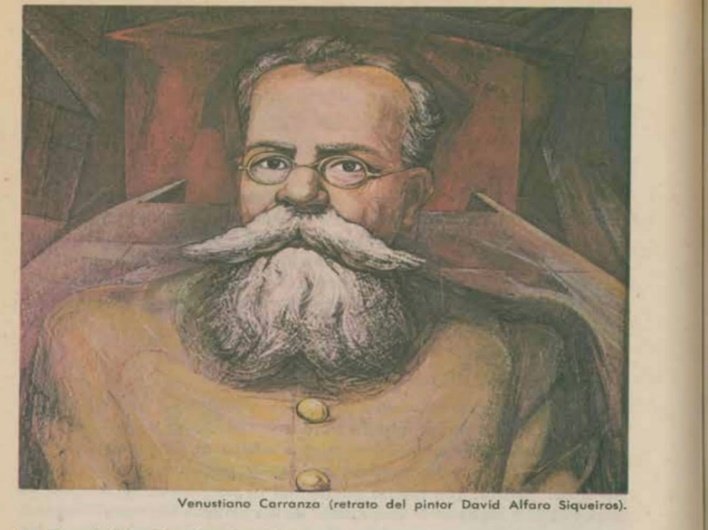 Venustiano Carranza (retrato del pintor David Alfaro Siqueiros).